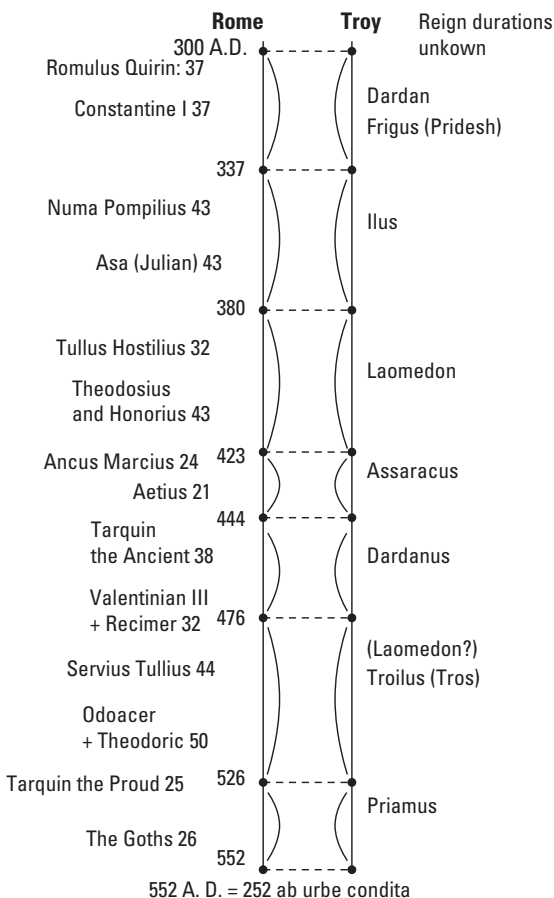 Rome Troy Reign durations
unkown
300 A.D.
Romulus Quirin: 37
Constantine I 37
Dardan
Frigus (Pridesh)
337
Numa Pompilius 43
Ilus
Asa (Julian) 43
380
Tullus Hostilius 32
Laomedon
Theodosius
and Honorius 43
423
Ancus Marcius 24
Assaracus
Aetius 21
444
Tarquin
the Ancient 38
Dardanus
Valentinian III
+ Recimer 32
476
(Laomedon?)
Troilus (Tros)
Servius Tullius 44
Odoacer
+ Theodoric 50
526
Tarquin the Proud 25
Priamus
The Goths 26
552
552 A. D. = 252 ab urbe condita